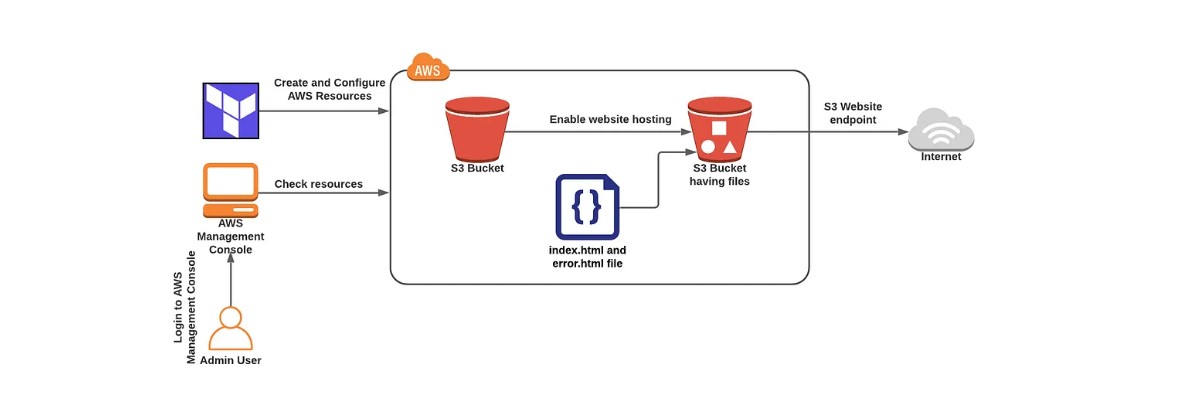 AWS
Create and Configure
AWS Resources
Enable website hosting
S3 Website
endpoint
Internet
S3 Bucket
S3 Bucket
having files
Check resources
AWS
Management
Console
index.html and
error.html file
Login to AWS
Management Console
Admin User